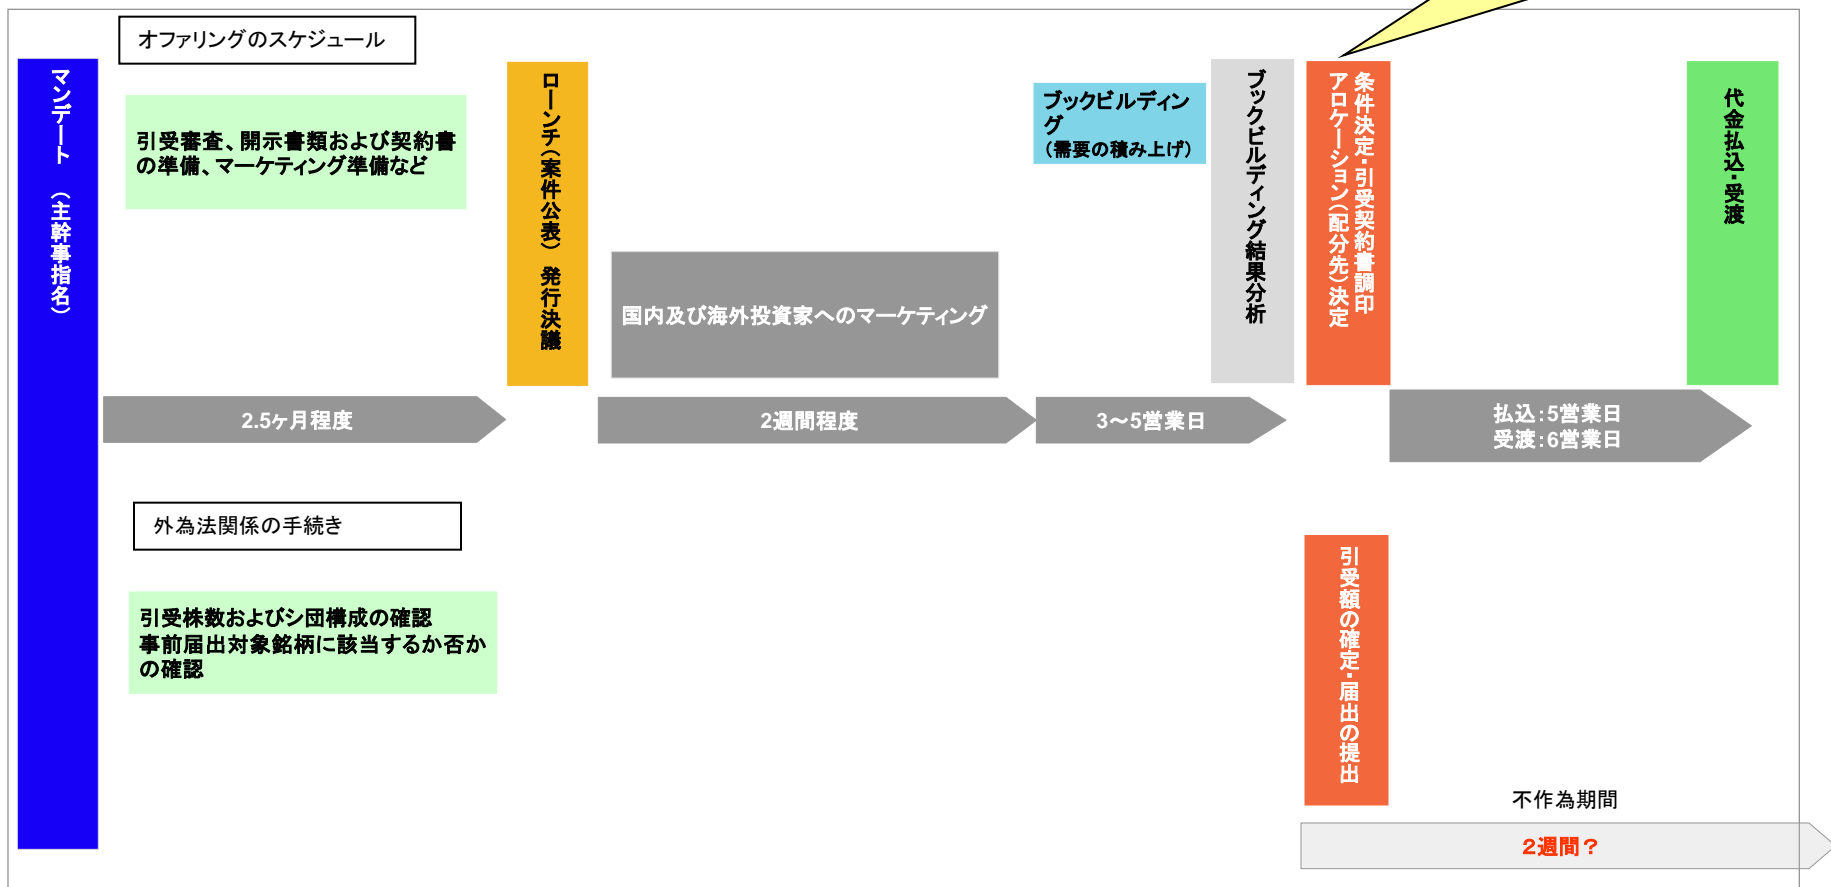 オファリングのスケジュール
マンデート （主幹事指名）
引受審査、開示書類および契約書
の準備、マーケティング準備など
ローンチ（案件公表） 発行決議
国内及び海外投資家へのマーケティング
ブックビルディン
グ
（需要の積み上げ）
ブックビルディング結果分析
条件決定・引受契約書調印
アロケーション（配分先）決定
代金払込・受渡
2.5ヶ月程度
2週間程度
3～5営業日
払込：5営業日
受渡：6営業日
外為法関係の手続き
引受株数およびシ団構成の確認
事前届出対象銘柄に該当するか否か
の確認
引受額の確定・届出の提出
不作為期間
2週間？